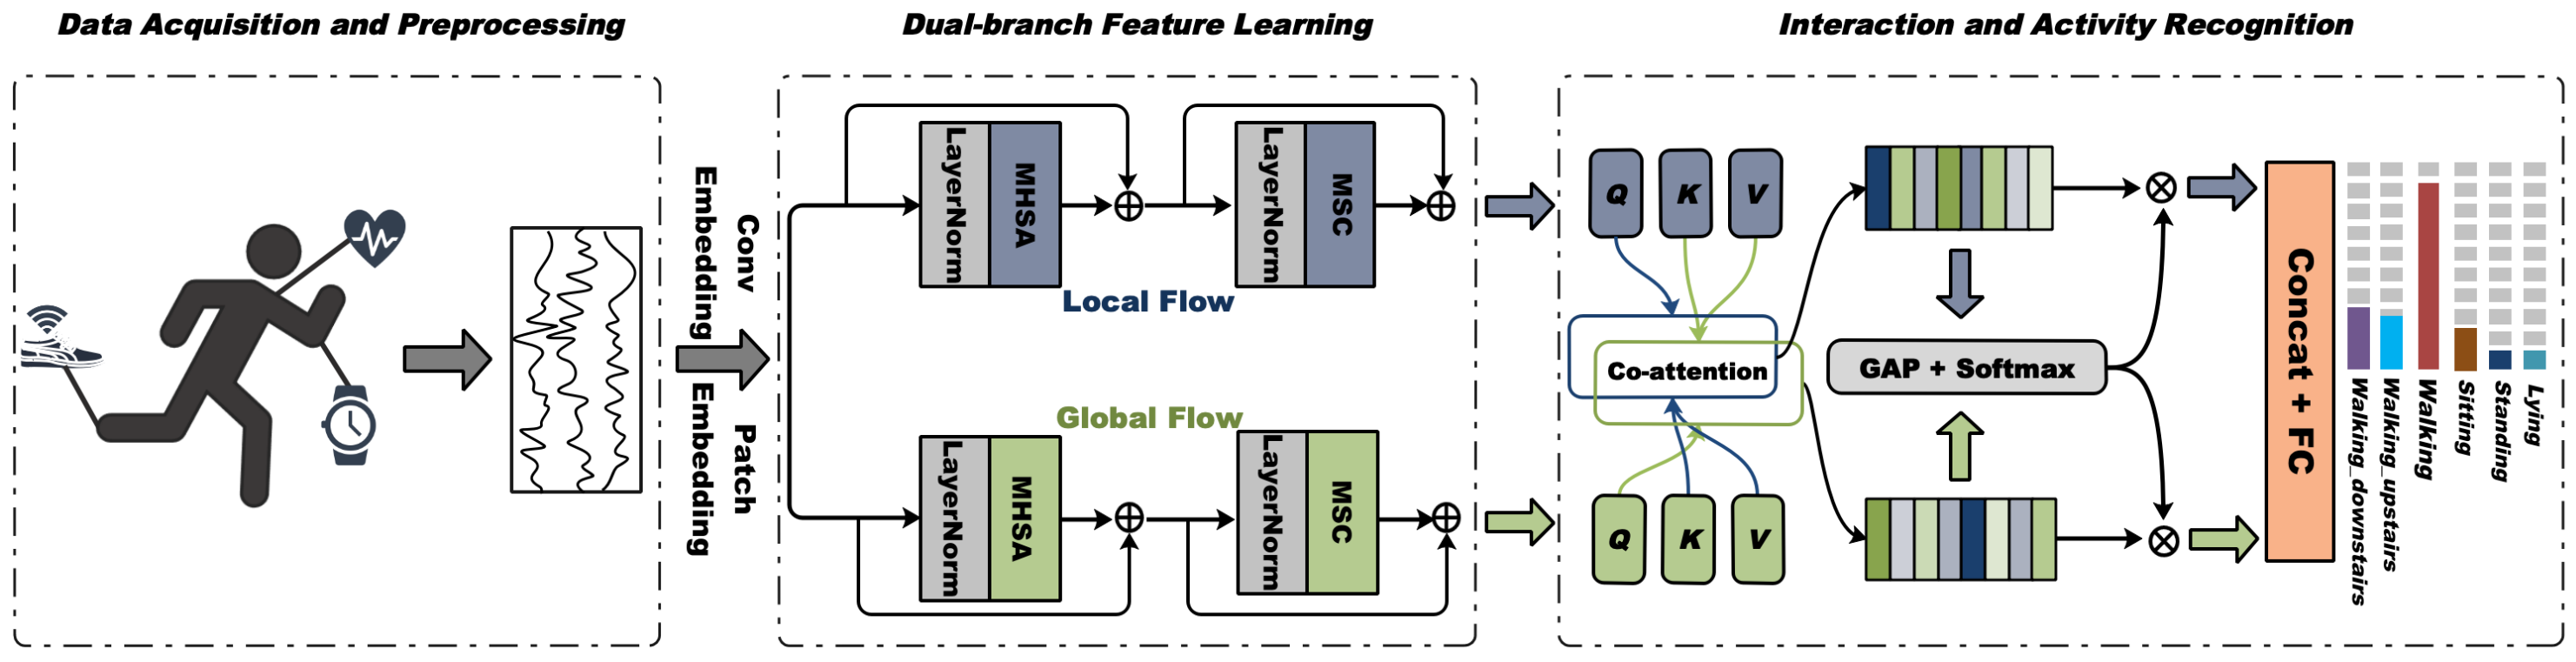 Data Acquisition and Preprocessing
Dual-branch Feature Learning
Interaction and Activity Recognition
Conv
Embedding
Patch
Embedding
LayerNorm
MHSA
LayerNorm
MSC
Local Flow
Global Flow
LayerNorm
MHSA
LayerNorm
MSC
Q
K
V
Co-attention
Q
K
V
GAP + Softmax
Concat + FC
Walking_downstairs
Walking_upstairs
Walking
Sitting
Standing
Lying